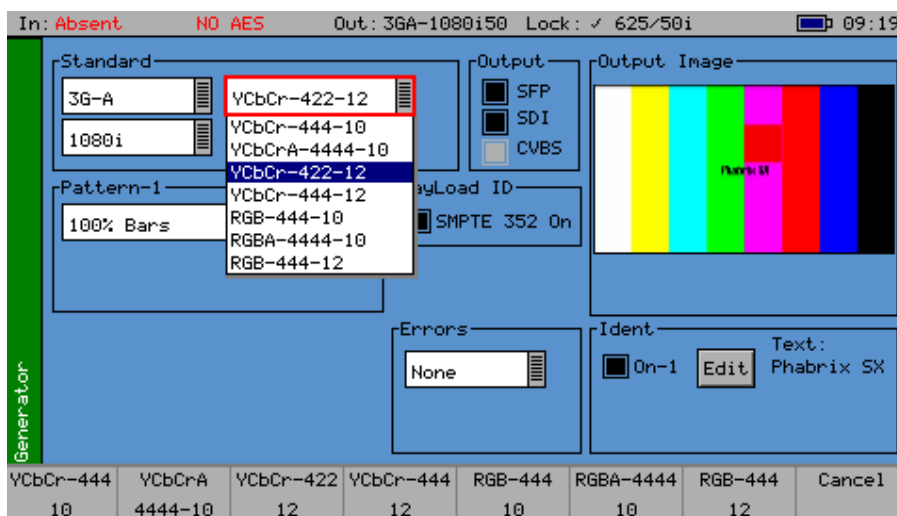 In: Absent NO AES Out: 3GA-1080i50 Lock: ✓ 625/50i 09:19
Standard
3G-A
YCbCr-422-12
1080i
YCbCr-444-10
YCbCrA-4444-10
YCbCr-422-12
YCbCr-444-12
RGB-444-10
RGBA-4444-10
RGB-444-12
Output
SFP
SDI
CVBS
Output Image
Pattern-1
100% Bars
ayLoad ID
SMPTE 352 On
Errors
None
Ident
On-1
Edit
Text:
Phabrix SX
Generator
YCbCr-444 YCbCrA YCbCr-422 YCbCr-444 RGB-444 RGBA-4444 RGB-444 Cancel
10 4444-10 12 12 10 10 12